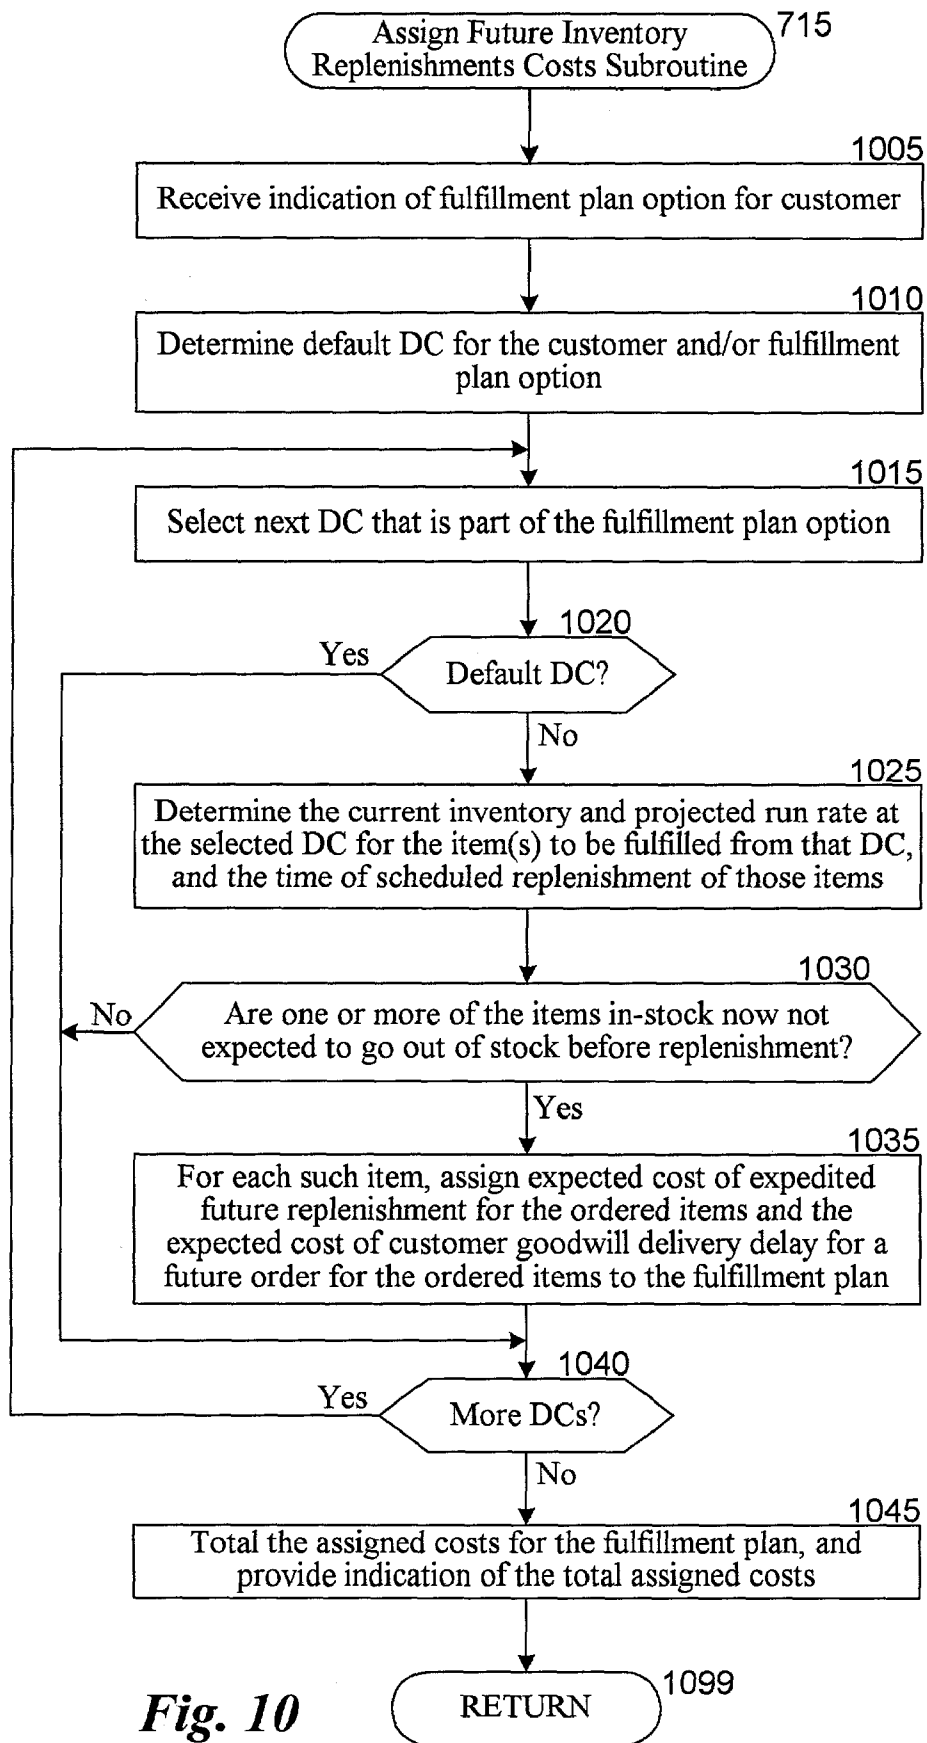 Assign Future Inventory
Replenishments Costs Subroutine
715
1005
Receive indication of fulfillment plan option for customer
1010
Determine default DC for the customer and/or fulfillment
plan option
1015
Select next DC that is part of the fulfillment plan option
1020
Yes
Default DC?
No
1025
Determine the current inventory and projected run rate at
the selected DC for the item(s) to be fulfilled from that DC,
and the time of scheduled replenishment of those items
1030
No
Are one or more of the items in-stock now not
expected to go out of stock before replenishment?
Yes
1035
For each such item, assign expected cost of expedited
future replenishment for the ordered items and the
expected cost of customer goodwill delivery delay for a
future order for the ordered items to the fulfillment plan
1040
Yes
More DCs?
No
1045
Total the assigned costs for the fulfillment plan, and
provide indication of the total assigned costs
1099
RETURN
Fig. 10